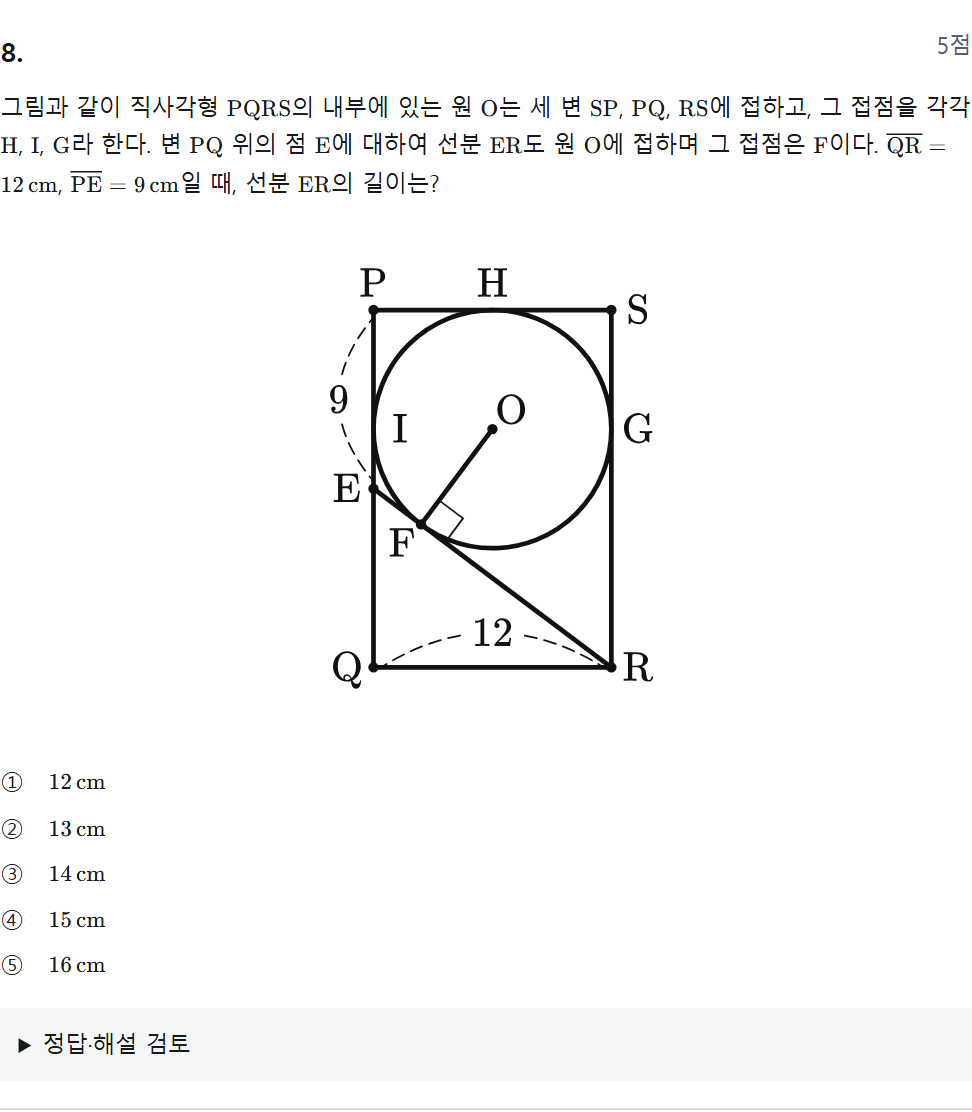 8.
5점
그림과 같이 직사각형 PQRS의 내부에 있는 원 O는 세 변 SP, PQ, RS에 접하고, 그 접점을 각각
H, I, G라 한다. 변 PQ 위의 점 E에 대하여 선분 ER도 원 O에 접하며 그 접점은 F이다. $\overline{QR}$ =
12 cm, $\overline{PE}$ = 9 cm일 때, 선분 ER의 길이는?
P H S
9
O
I G
E
F
12
Q R
① 12 cm
② 13 cm
③ 14 cm
④ 15 cm
⑤ 16 cm
▶ 정답·해설 검토